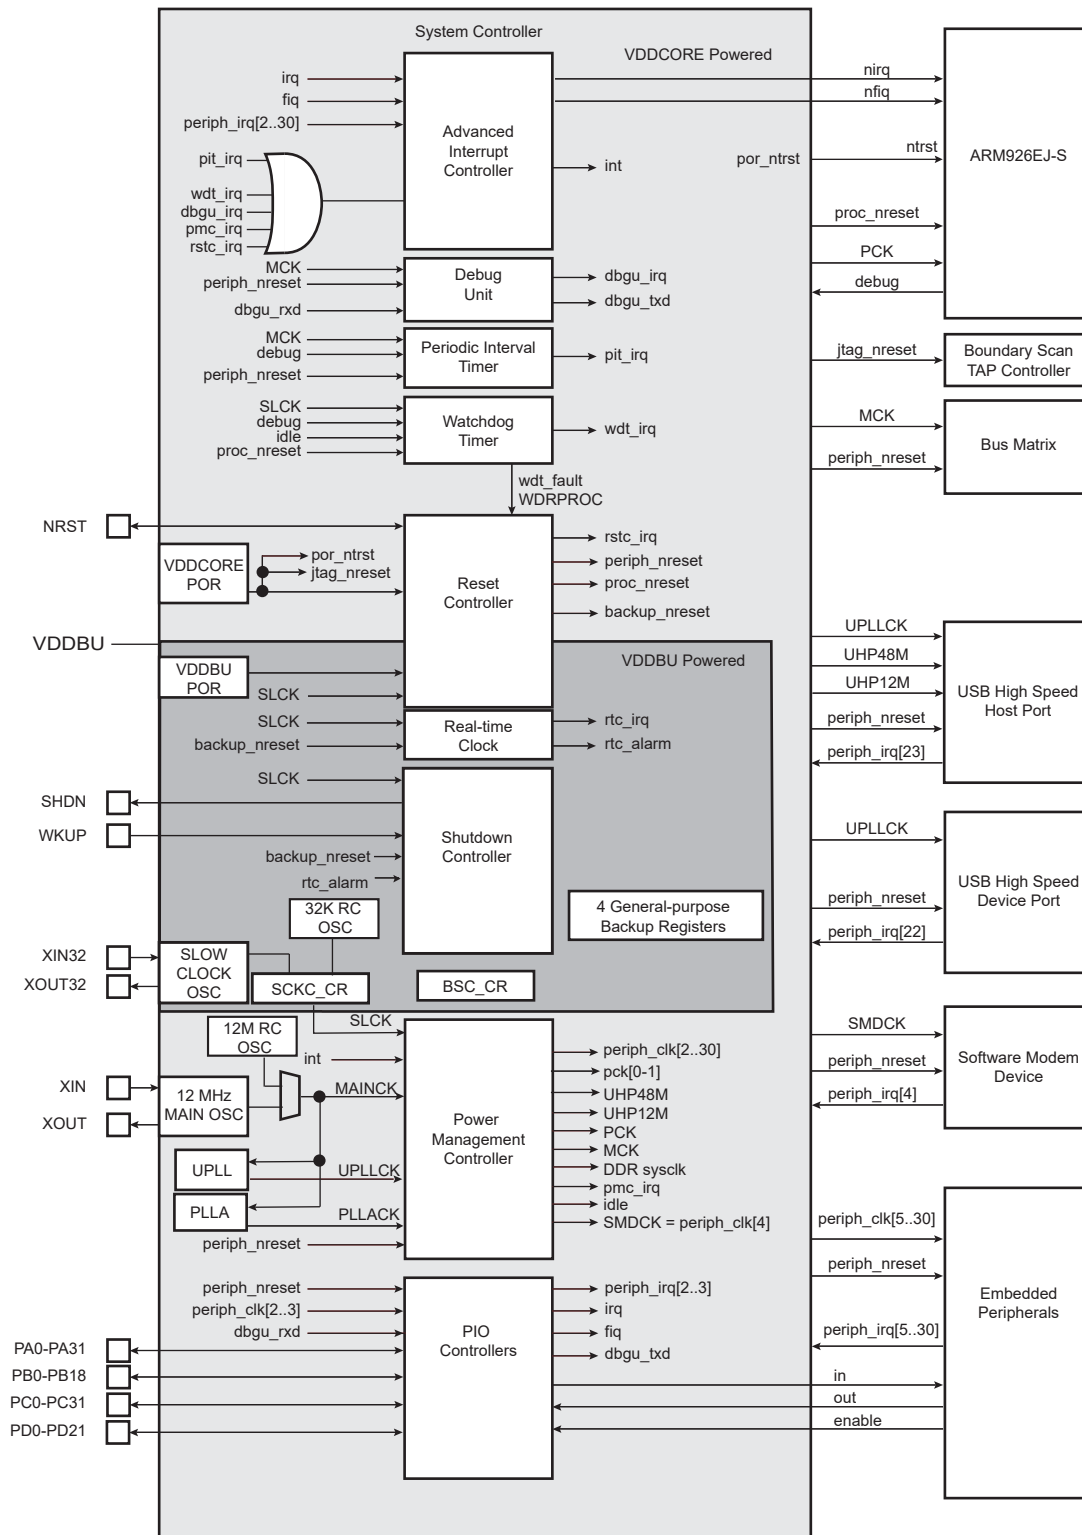 System Controller
VDDCORE Powered
irq
fiq
periph_irq[2..30]
pit_irq
wdt_irq
dbgu_irq
pmc_irq
rstc_irq
Advanced
Interrupt
Controller
int
nirq
nfiq
por_ntrst
ntrst
proc_nreset
PCK
debug
ARM926EJ-S
MCK
periph_nreset
dbgu_rxd
Debug
Unit
dbgu_irq
dbgu_txd
MCK
debug
periph_nreset
Periodic Interval
Timer
pit_irq
jtag_nreset
Boundary Scan
TAP Controller
SLCK
debug
idle
proc_nreset
Watchdog
Timer
wdt_irq
wdt_fault
WDRPROC
MCK
periph_nreset
Bus Matrix
NRST
VDDCORE
POR
por_ntrst
jtag_nreset
Reset
Controller
rstc_irq
periph_nreset
proc_nreset
backup_nreset
VDDBU
VDDBU Powered
VDDBU
POR
SLCK
UPLLCK
UHP48M
UHP12M
periph_nreset
periph_irq[23]
USB High Speed
Host Port
SLCK
backup_nreset
Real-time
Clock
rtc_irq
rtc_alarm
SLCK
SHDN
WKUP
backup_nreset
rtc_alarm
Shutdown
Controller
4 General-purpose
Backup Registers
UPLLCK
periph_nreset
periph_irq[22]
USB High Speed
Device Port
32K RC
OSC
XIN32
XOUT32
SLOW
CLOCK
OSC
SCKC_CR
BSC_CR
SLCK
12M RC
OSC
int
XIN
XOUT
12 MHz
MAIN OSC
MAINCK
UPLL
UPLLCK
PLLA
PLLACK
periph_nreset
Power
Management
Controller
periph_clk[2..30]
pck[0-1]
UHP48M
UHP12M
PCK
MCK
DDR sysclk
pmc_irq
idle
SMDCK = periph_clk[4]
SMDCK
periph_nreset
periph_irq[4]
Software Modem
Device
periph_nreset
periph_clk[2..3]
dbgu_rxd
PA0-PA31
PB0-PB18
PC0-PC31
PD0-PD21
PIO
Controllers
periph_irq[2..3]
irq
fiq
dbgu_txd
periph_clk[5..30]
periph_nreset
periph_irq[5..30]
in
out
enable
Embedded
Peripherals